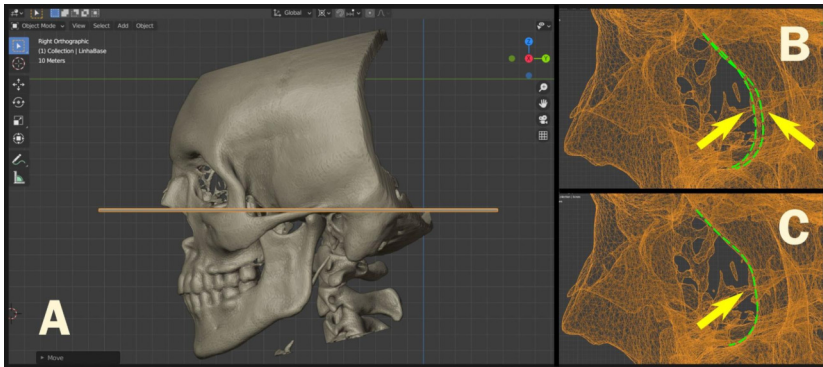 Global
Object Mode View Select Add Object
Right Orthographic
(1) Collection | LinhaBase
10 Meters
Z
Y
X
A
Move
B
C